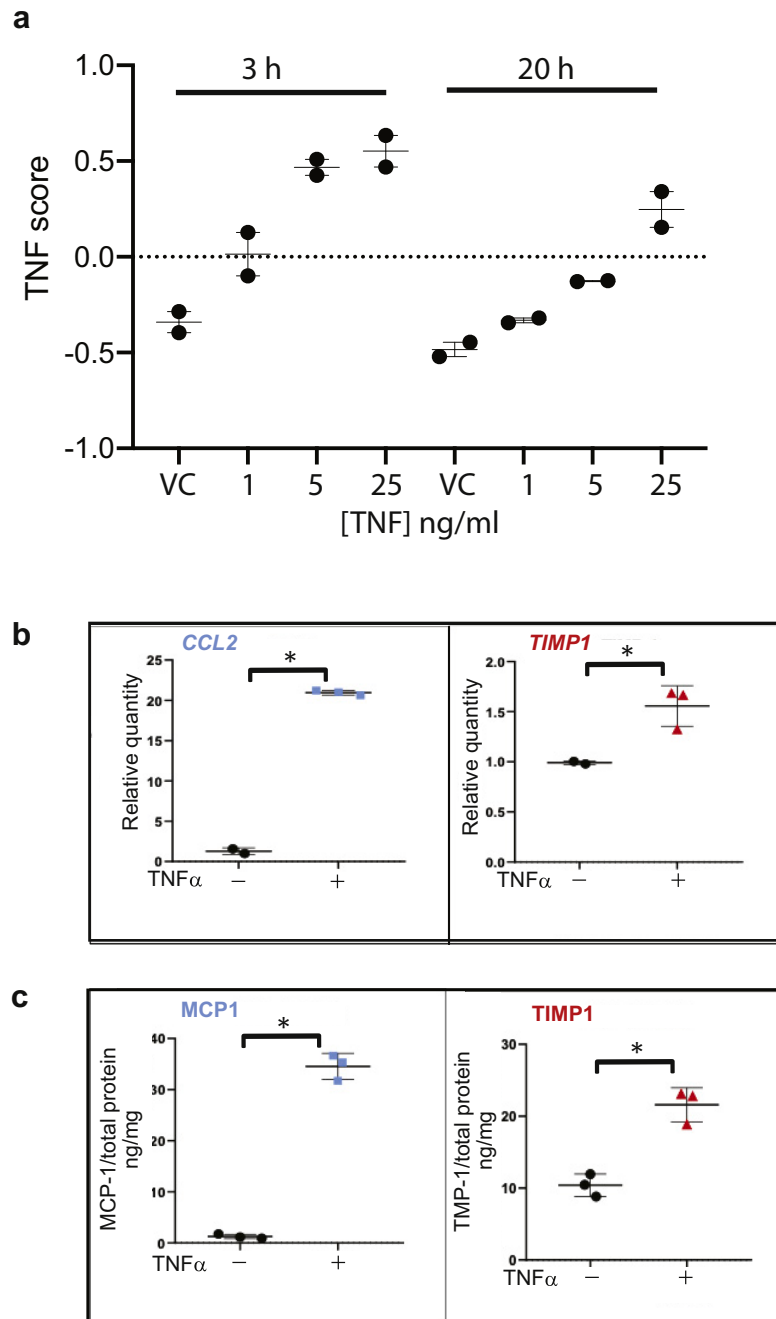 a
3 h 20 h
TNF score
1.0
0.5
0.0
-0.5
-1.0
VC 1 5 25 VC 1 5 25
[TNF] ng/ml
b
CCL2
*
Relative quantity
25
20
15
10
5
0
TNFα − +
TIMP1
*
Relative quantity
2.0
1.5
1.0
0.5
0.0
TNFα − +
c
MCP1
*
MCP-1/total protein
ng/mg
40
30
20
10
0
TNFα − +
TIMP1
*
TMP-1/total protein
ng/mg
30
20
10
0
TNFα − +